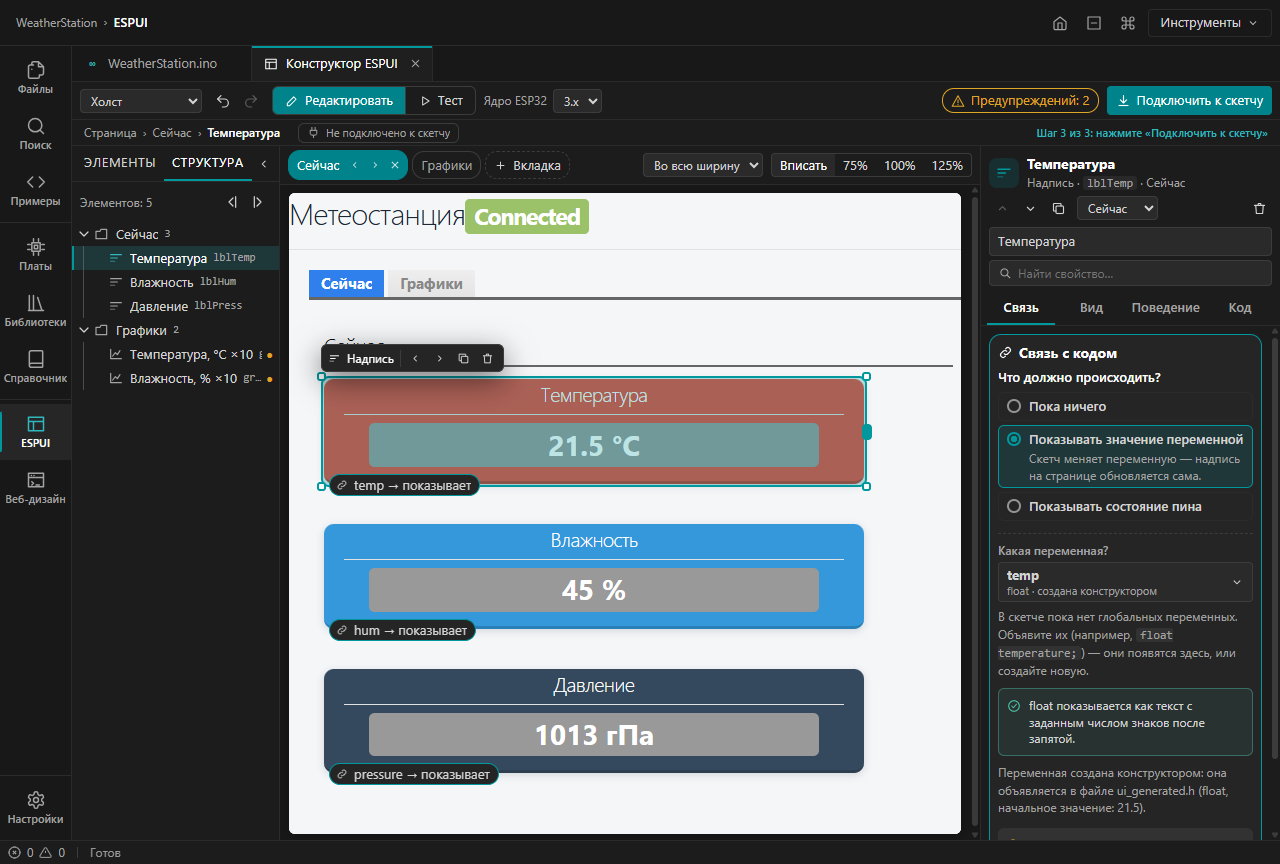 WeatherStation › ESPUI
Инструменты
Файлы
Поиск
Примеры
Платы
Библиотеки
Справочник
ESPUI
Веб-дизайн
Настройки
WeatherStation.ino
Конструктор ESPUI
Холст
Редактировать
Тест
Ядро ESP32
3.x
Предупреждений: 2
Подключить к скетчу
Страница › Сейчас › Температура
Не подключено к скетчу
Шаг 3 из 3: нажмите «Подключить к скетчу»
ЭЛЕМЕНТЫ
СТРУКТУРА
Элементов: 5
Сейчас 3
Температура lblTemp
Влажность lblHum
Давление lblPress
Графики 2
Температура, °C ×10
Влажность, % ×10 gr…
Сейчас
Графики
+ Вкладка
Во всю ширину
Вписать
75%
100%
125%
Метеостанция Connected
Сейчас
Графики
Сейчас
Надпись
Температура
21.5 °C
temp → показывает
Влажность
45 %
hum → показывает
Давление
1013 гПа
pressure → показывает
Температура
Надпись · lblTemp · Сейчас
Сейчас
Температура
Найти свойство...
Связь
Вид
Поведение
Код
Связь с кодом
Что должно происходить?
Пока ничего
Показывать значение переменной
Скетч меняет переменную — надпись
на странице обновляется сама.
Показывать состояние пина
Какая переменная?
temp
float · создана конструктором
В скетче пока нет глобальных переменных.
Объявите их (например, float
temperature; ) — они появятся здесь, или
создайте новую.
float показывается как текст с
заданным числом знаков после
запятой.
Переменная создана конструктором: она
объявляется в файле ui_generated.h (float,
начальное значение: 21.5).
0
0
Готов